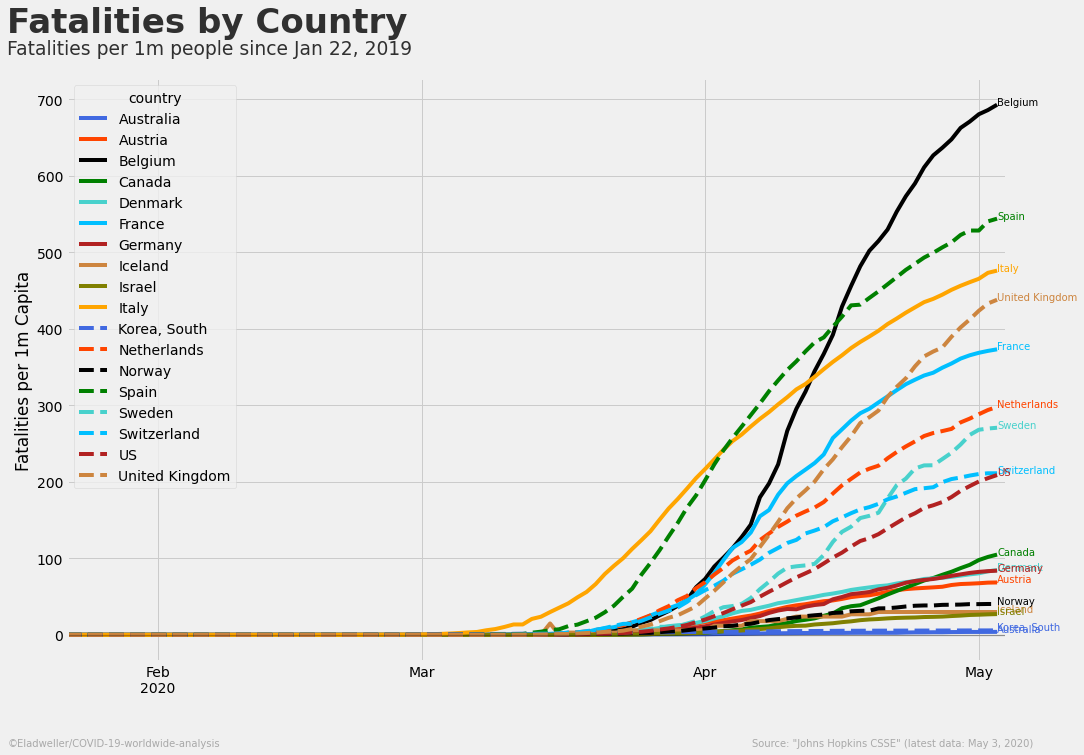 Fatalities by Country
Fatalities per 1m people since Jan 22, 2019
Fatalities per 1m Capita
700
600
500
400
300
200
100
0
country
Australia
Austria
Belgium
Canada
Denmark
France
Germany
Iceland
Israel
Italy
Korea, South
Netherlands
Norway
Spain
Sweden
Switzerland
US
United Kingdom
Belgium
Spain
Italy
United Kingdom
France
Netherlands
Sweden
Switzerland
US
Canada
Denmark
Germany
Austria
Norway
Iceland
Israel
Korea, South
Australia
Feb
2020
Mar
Apr
May
©Eladweller/COVID-19-worldwide-analysis
Source: "Johns Hopkins CSSE" (latest data: May 3, 2020)